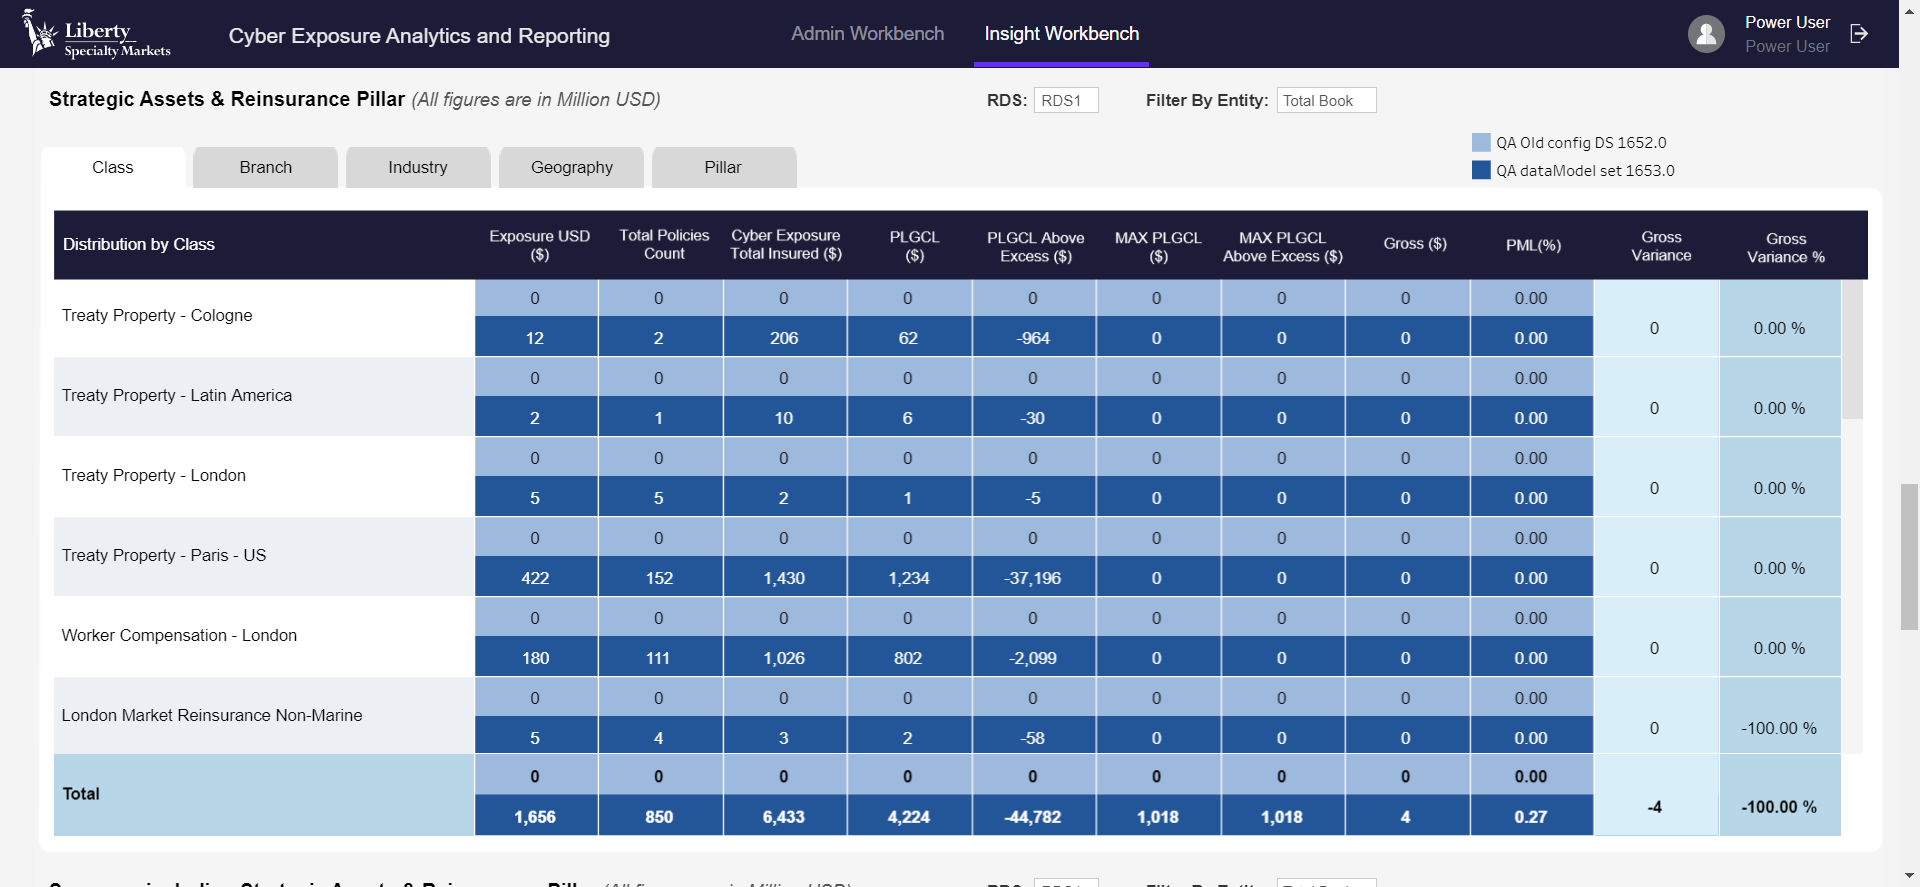 Liberty
Specialty Markets
Cyber Exposure Analytics and Reporting
Admin Workbench
Insight Workbench
Power User
Power User
Strategic Assets & Reinsurance Pillar (All figures are in Million USD)
RDS: RDS1
Filter By Entity: Total Book
QA Old config DS 1652.0
QA dataModel set 1653.0
Class Branch Industry Geography Pillar
Distribution by Class
Exposure USD
($)
Total Policies
Count
Cyber Exposure
Total Insured ($)
PLGCL
($)
PLGCL Above
Excess ($)
MAX PLGCL
($)
MAX PLGCL
Above Excess ($)
Gross ($)
PML(%)
Gross
Variance
Gross
Variance %
Treaty Property - Cologne
0 0 0 0 0 0 0 0 0.00
12 2 206 62 -964 0 0 0 0.00
0 0.00 %
Treaty Property - Latin America
0 0 0 0 0 0 0 0 0.00
2 1 10 6 -30 0 0 0 0.00
0 0.00 %
Treaty Property - London
0 0 0 0 0 0 0 0 0.00
5 5 2 1 -5 0 0 0 0.00
0 0.00 %
Treaty Property - Paris - US
0 0 0 0 0 0 0 0 0.00
422 152 1,430 1,234 -37,196 0 0 0 0.00
0 0.00 %
Worker Compensation - London
0 0 0 0 0 0 0 0 0.00
180 111 1,026 802 -2,099 0 0 0 0.00
0 0.00 %
London Market Reinsurance Non-Marine
0 0 0 0 0 0 0 0 0.00
5 4 3 2 -58 0 0 0 0.00
0 -100.00 %
Total
0 0 0 0 0 0 0 0 0.00
1,656 850 6,433 4,224 -44,782 1,018 1,018 4 0.27
-4 -100.00 %